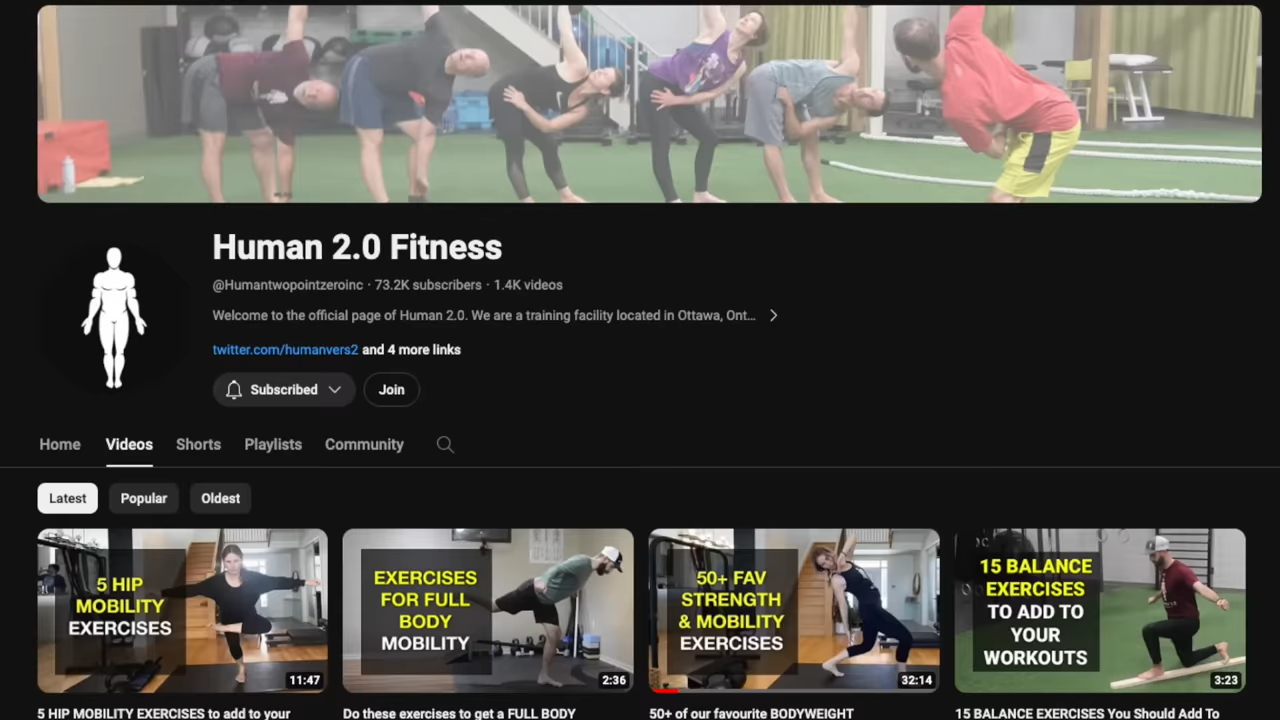 Human 2.0 Fitness
@Humantwopointzeroinc · 73.2K subscribers · 1.4K videos
Welcome to the official page of Human 2.0. We are a training facility located in Ottawa, Ont...
twitter.com/humanvers2 and 4 more links
Subscribed
Join
Home Videos Shorts Playlists Community
Latest Popular Oldest
5 HIP
MOBILITY
EXERCISES
11:47
EXERCISES
FOR FULL
BODY
MOBILITY
2:36
50+ FAV
STRENGTH
& MOBILITY
EXERCISES
32:14
15 BALANCE
EXERCISES
TO ADD TO
YOUR
WORKOUTS
3:23
5 HIP MOBILITY EXERCISES to add to your
Do these exercises to get a FULL BODY
50+ of our favourite BODYWEIGHT
15 BALANCE EXERCISES You Should Add To